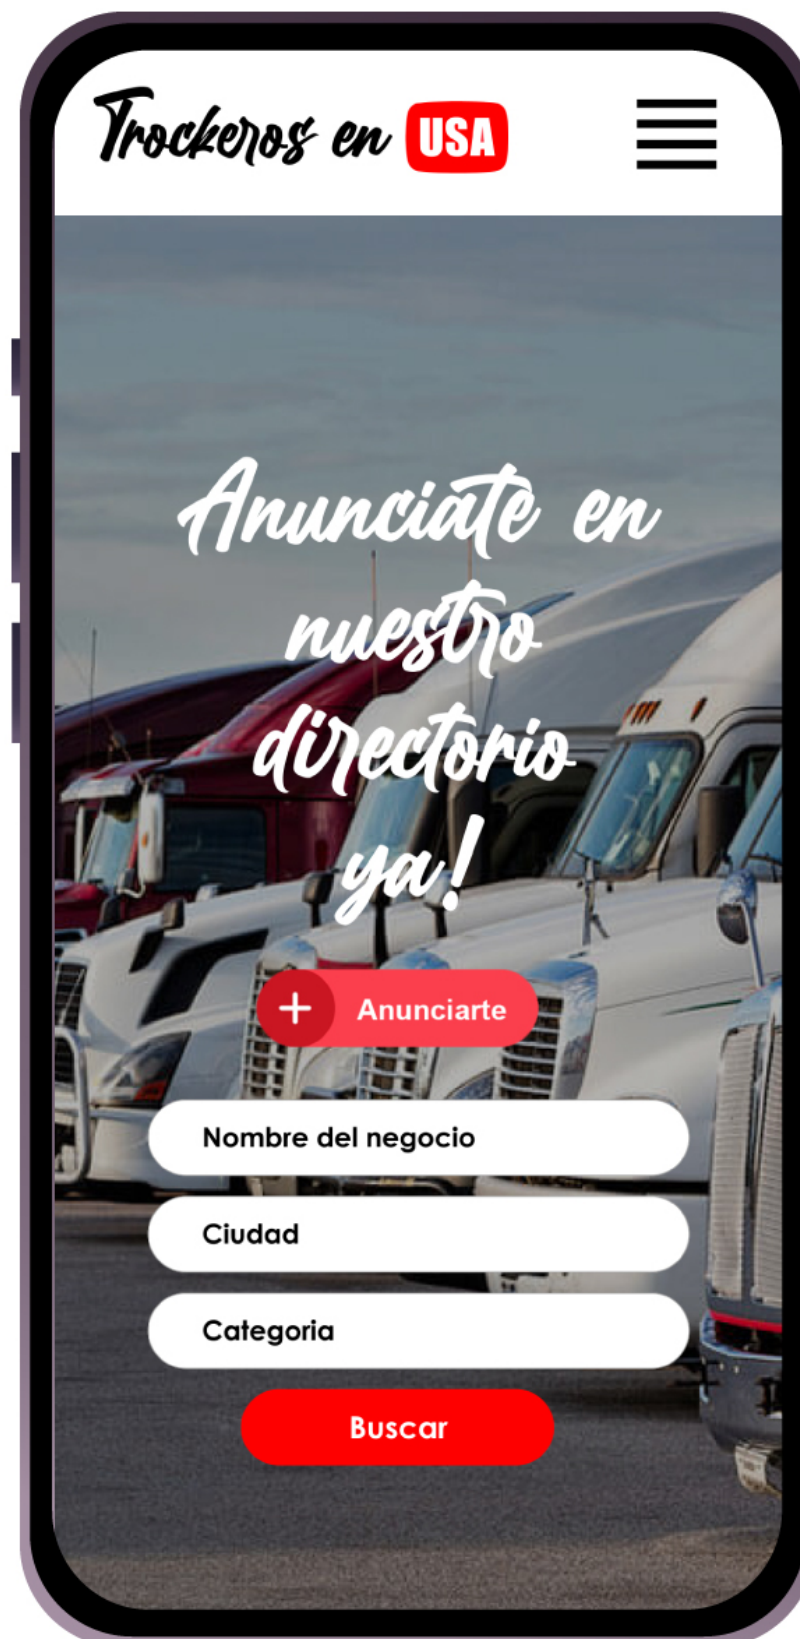 Trockeros en USA
Anunciate en
nuestro
directorio
ya!
+ Anunciarte
Nombre del negocio
Ciudad
Categoria
Buscar